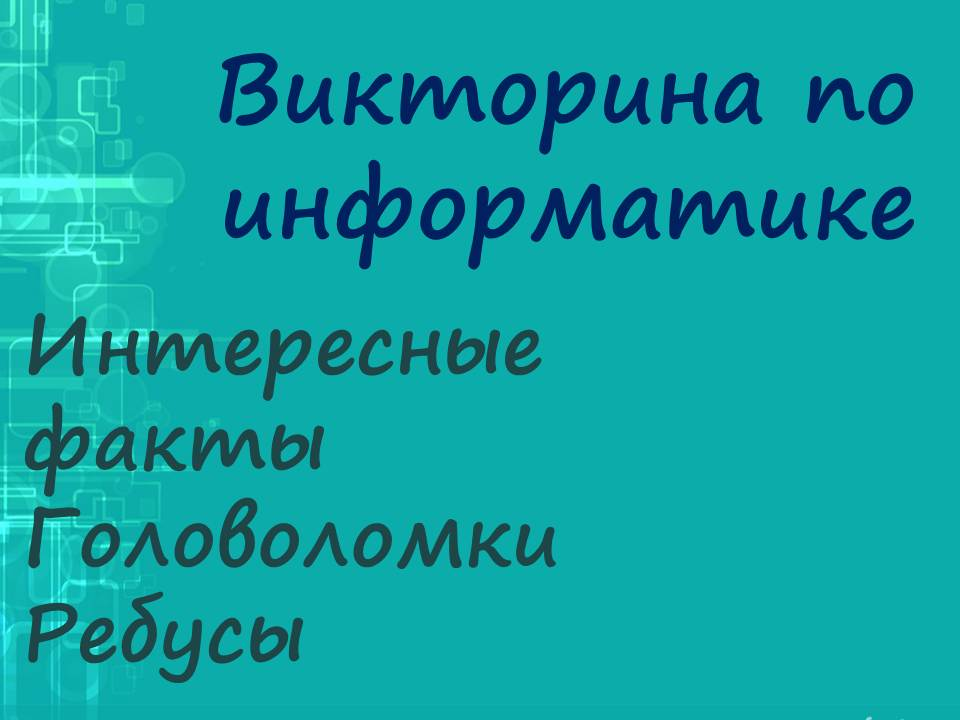 Викторина по
информатике
Интересные
факты
Головоломки
Ребусы